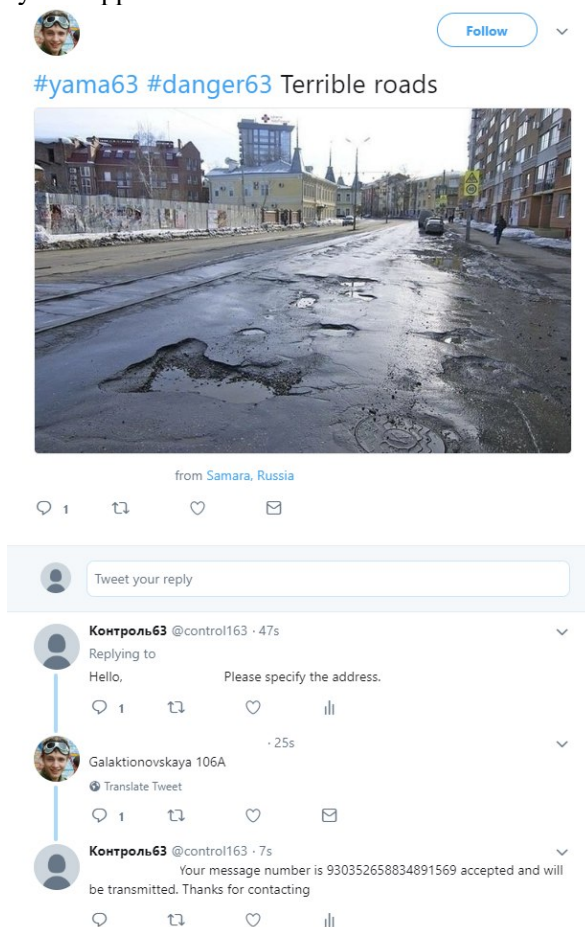 Follow
#yama63 #danger63 Terrible roads
from Samara, Russia
1
Tweet your reply
Контроль63 @control163 · 47s
Replying to
Hello, Please specify the address.
1
· 25s
Galaktionovskaya 106A
Translate Tweet
1
Контроль63 @control163 · 7s
Your message number is 930352658834891569 accepted and will
be transmitted. Thanks for contacting